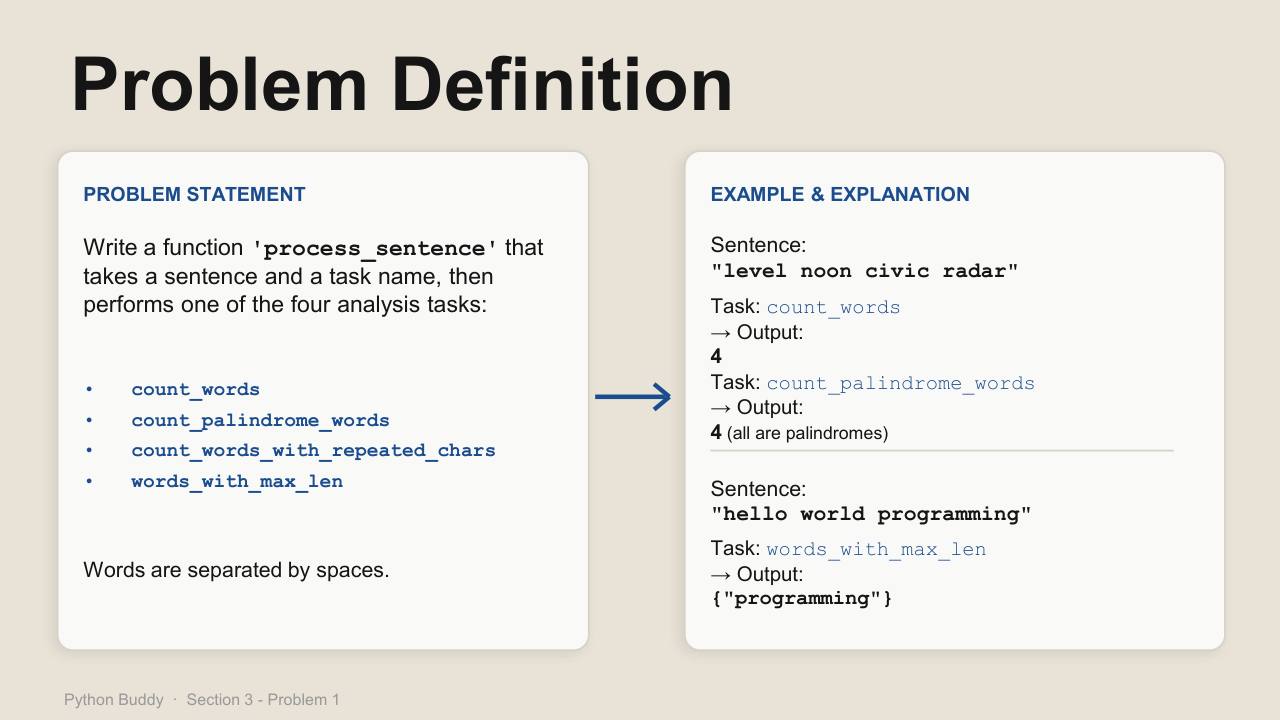 Problem Definition
PROBLEM STATEMENT
Write a function 'process_sentence' that
takes a sentence and a task name, then
performs one of the four analysis tasks:
• count_words
• count_palindrome_words
• count_words_with_repeated_chars
• words_with_max_len
Words are separated by spaces.
EXAMPLE & EXPLANATION
Sentence:
"level noon civic radar"
Task: count_words
→ Output:
4
Task: count_palindrome_words
→ Output:
4 (all are palindromes)
Sentence:
"hello world programming"
Task: words_with_max_len
→ Output:
{"programming"}
Python Buddy · Section 3 - Problem 1